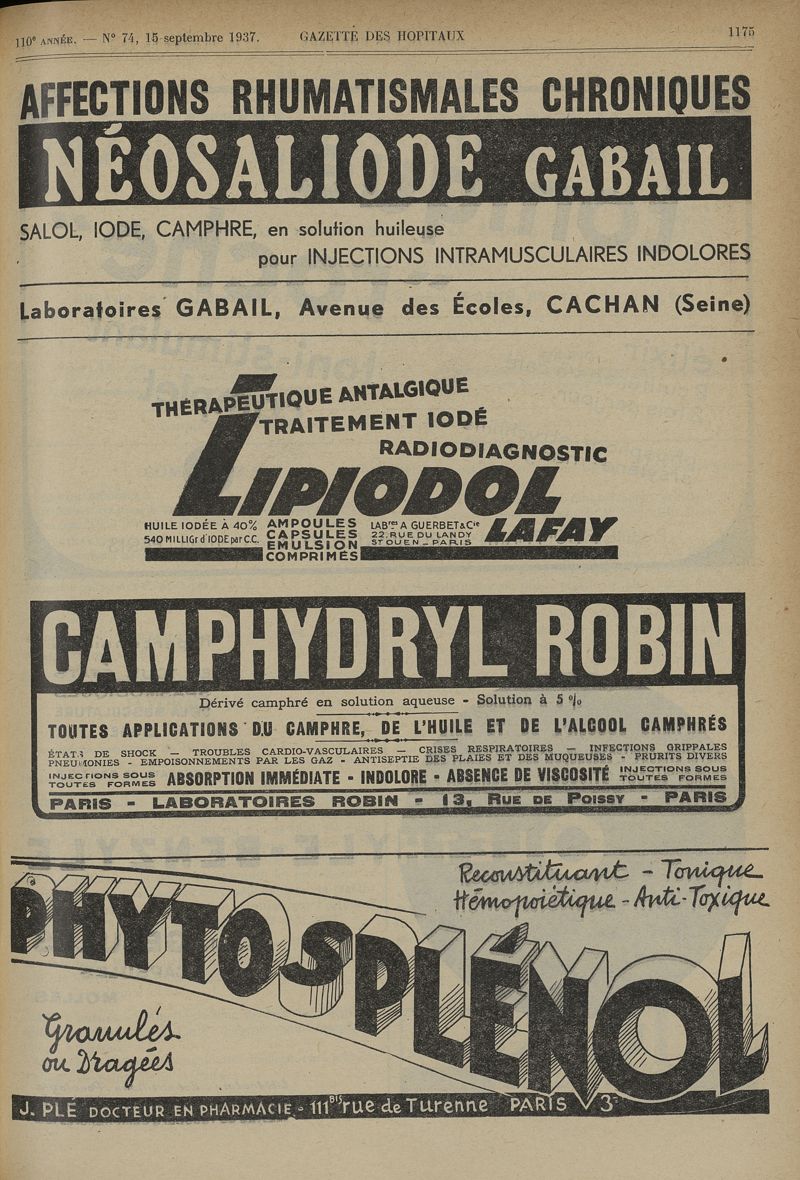 110e ANNÉE. — N° 74, 15 septembre 1937. GAZETTE DES HOPITAUX 1175
AFFECTIONS RHUMATISMALES CHRONIQUES
NÉOSALIODE GABAIL
SALOL, IODE, CAMPHRE, en solution huileuse
pour INJECTIONS INTRAMUSCULAIRES INDOLORES
Laboratoires GABAIL, Avenue des Écoles, CACHAN (Seine)
THÉRAPEUTIQUE ANTALGIQUE
TRAITEMENT IODÉ
RADIODIAGNOSTIC
LIPIODOL
LAFAY
HUILE IODÉE À 40%
540 MILLIGr d'IODE par C.C.
AMPOULES
CAPSULES
EMULSION
COMPRIMÉS
LABres A GUERBET & Cie
22, RUE DU LANDY
St OUEN - PARIS
CAMPHYDRYL ROBIN
Dérivé camphré en solution aqueuse - Solution à 5 %
TOUTES APPLICATIONS DU CAMPHRE, DE L'HUILE ET DE L'ALCOOL CAMPHRÉS
ÉTATS DE SHOCK — TROUBLES CARDIO-VASCULAIRES — CRISES RESPIRATOIRES — INFECTIONS GRIPPALES
PNEUMONIES - EMPOISONNEMENTS PAR LES GAZ - ANTISEPTIE DES PLAIES ET DES MUQUEUSES - PRURITS DIVERS
INJECTIONS SOUS
TOUTES FORMES
ABSORPTION IMMÉDIATE - INDOLORE - ABSENCE DE VISCOSITÉ
INJECTIONS SOUS
TOUTES FORMES
PARIS - LABORATOIRES ROBIN - 13, RUE DE POISSY - PARIS
Reconstituant - Tonique
Hémopoiétique - Anti-Toxique
PHYTOSPLÉNOL
Granulés
ou Dragées
J. PLÉ DOCTEUR EN PHARMACIE - 111BIS rue de Turenne PARIS 3e